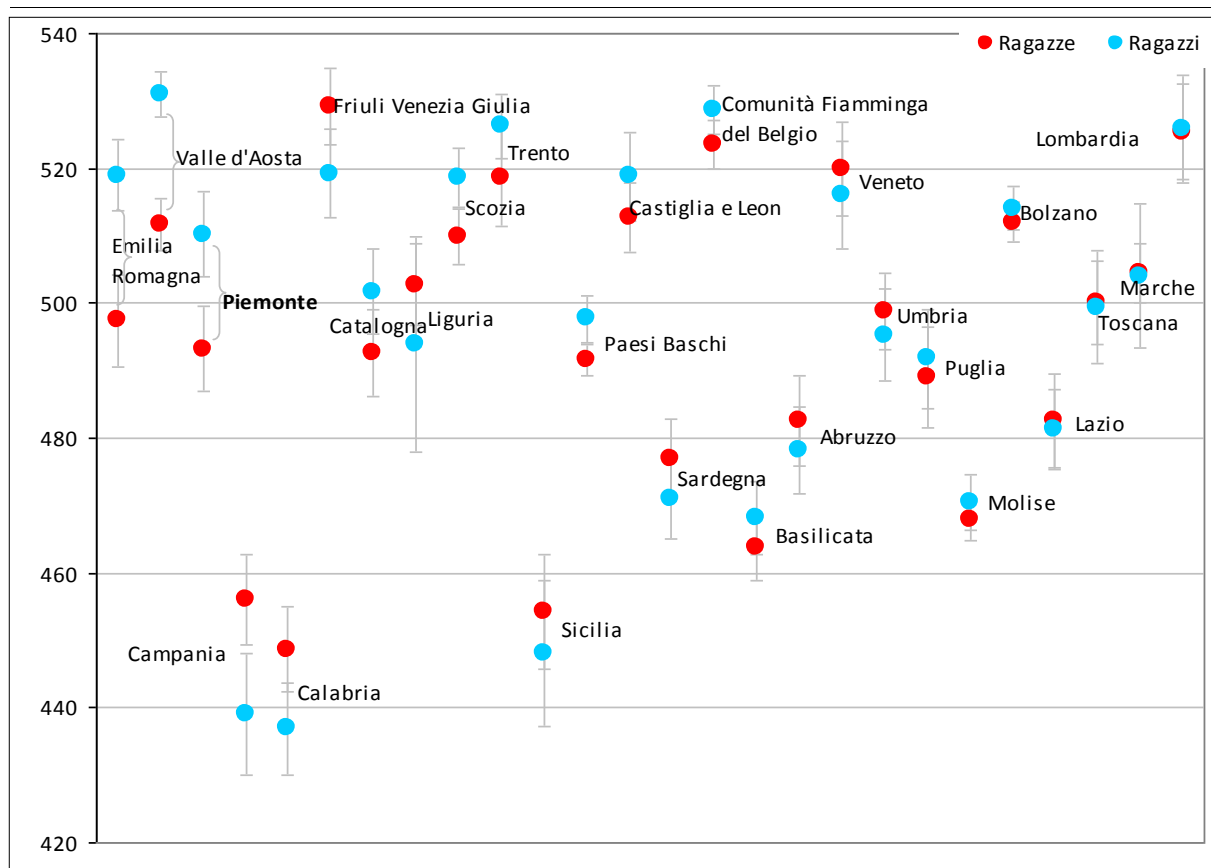 540
520
500
480
460
440
420
Ragazze
Ragazzi
Friuli Venezia Giulia
Comunità Fiamminga
del Belgio
Lombardia
Valle d'Aosta
Trento
Veneto
Scozia
Castiglia e Leon
Bolzano
Emilia
Romagna
Piemonte
Marche
Catalogna
Liguria
Umbria
Toscana
Paesi Baschi
Puglia
Abruzzo
Lazio
Sardegna
Molise
Basilicata
Sicilia
Campania
Calabria